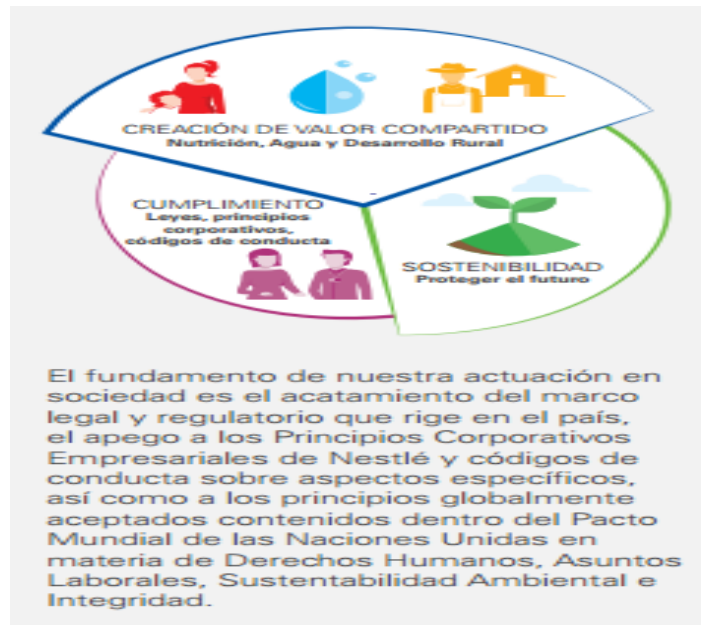 CREACIÓN DE VALOR COMPARTIDO
Nutrición, Agua y Desarrollo Rural
CUMPLIMIENTO
Leyes, principios
corporativos,
códigos de conducta
SOSTENIBILIDAD
Proteger el futuro
El fundamento de nuestra actuación en
sociedad es el acatamiento del marco
legal y regulatorio que rige en el país,
el apego a los Principios Corporativos
Empresariales de Nestlé y códigos de
conducta sobre aspectos específicos,
así como a los principios globalmente
aceptados contenidos dentro del Pacto
Mundial de las Naciones Unidas en
materia de Derechos Humanos, Asuntos
Laborales, Sustentabilidad Ambiental e
Integridad.